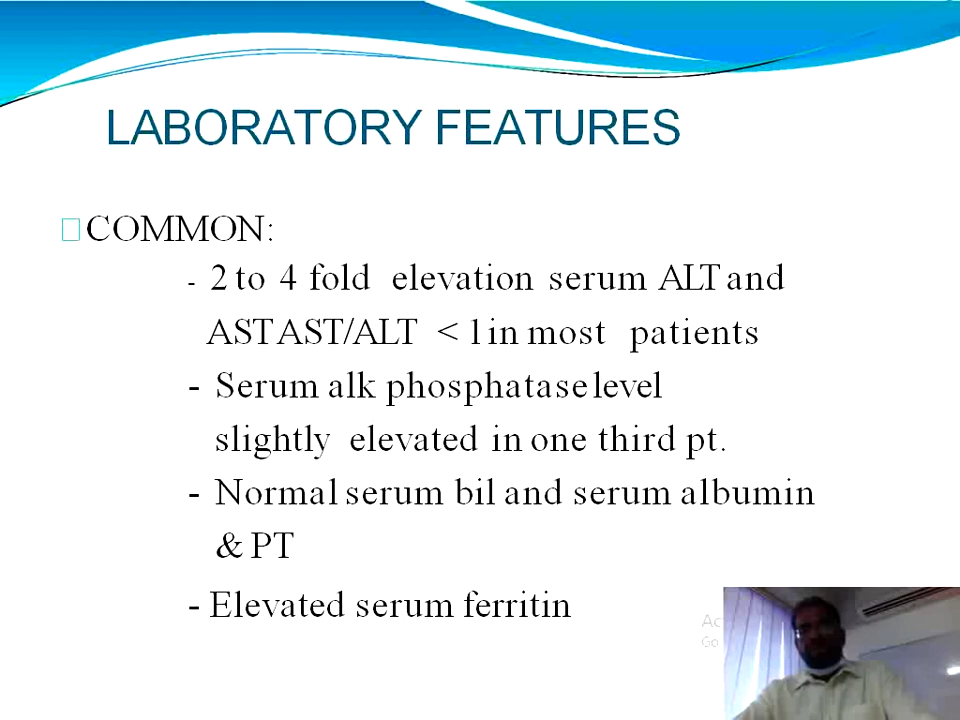 LABORATORY FEATURES
COMMON:
- 2 to 4 fold elevation serum ALT and
AST AST/ALT < 1 in most patients
- Serum alk phosphatase level
slightly elevated in one third pt.
- Normal serum bil and serum albumin
& PT
- Elevated serum ferritin
Go